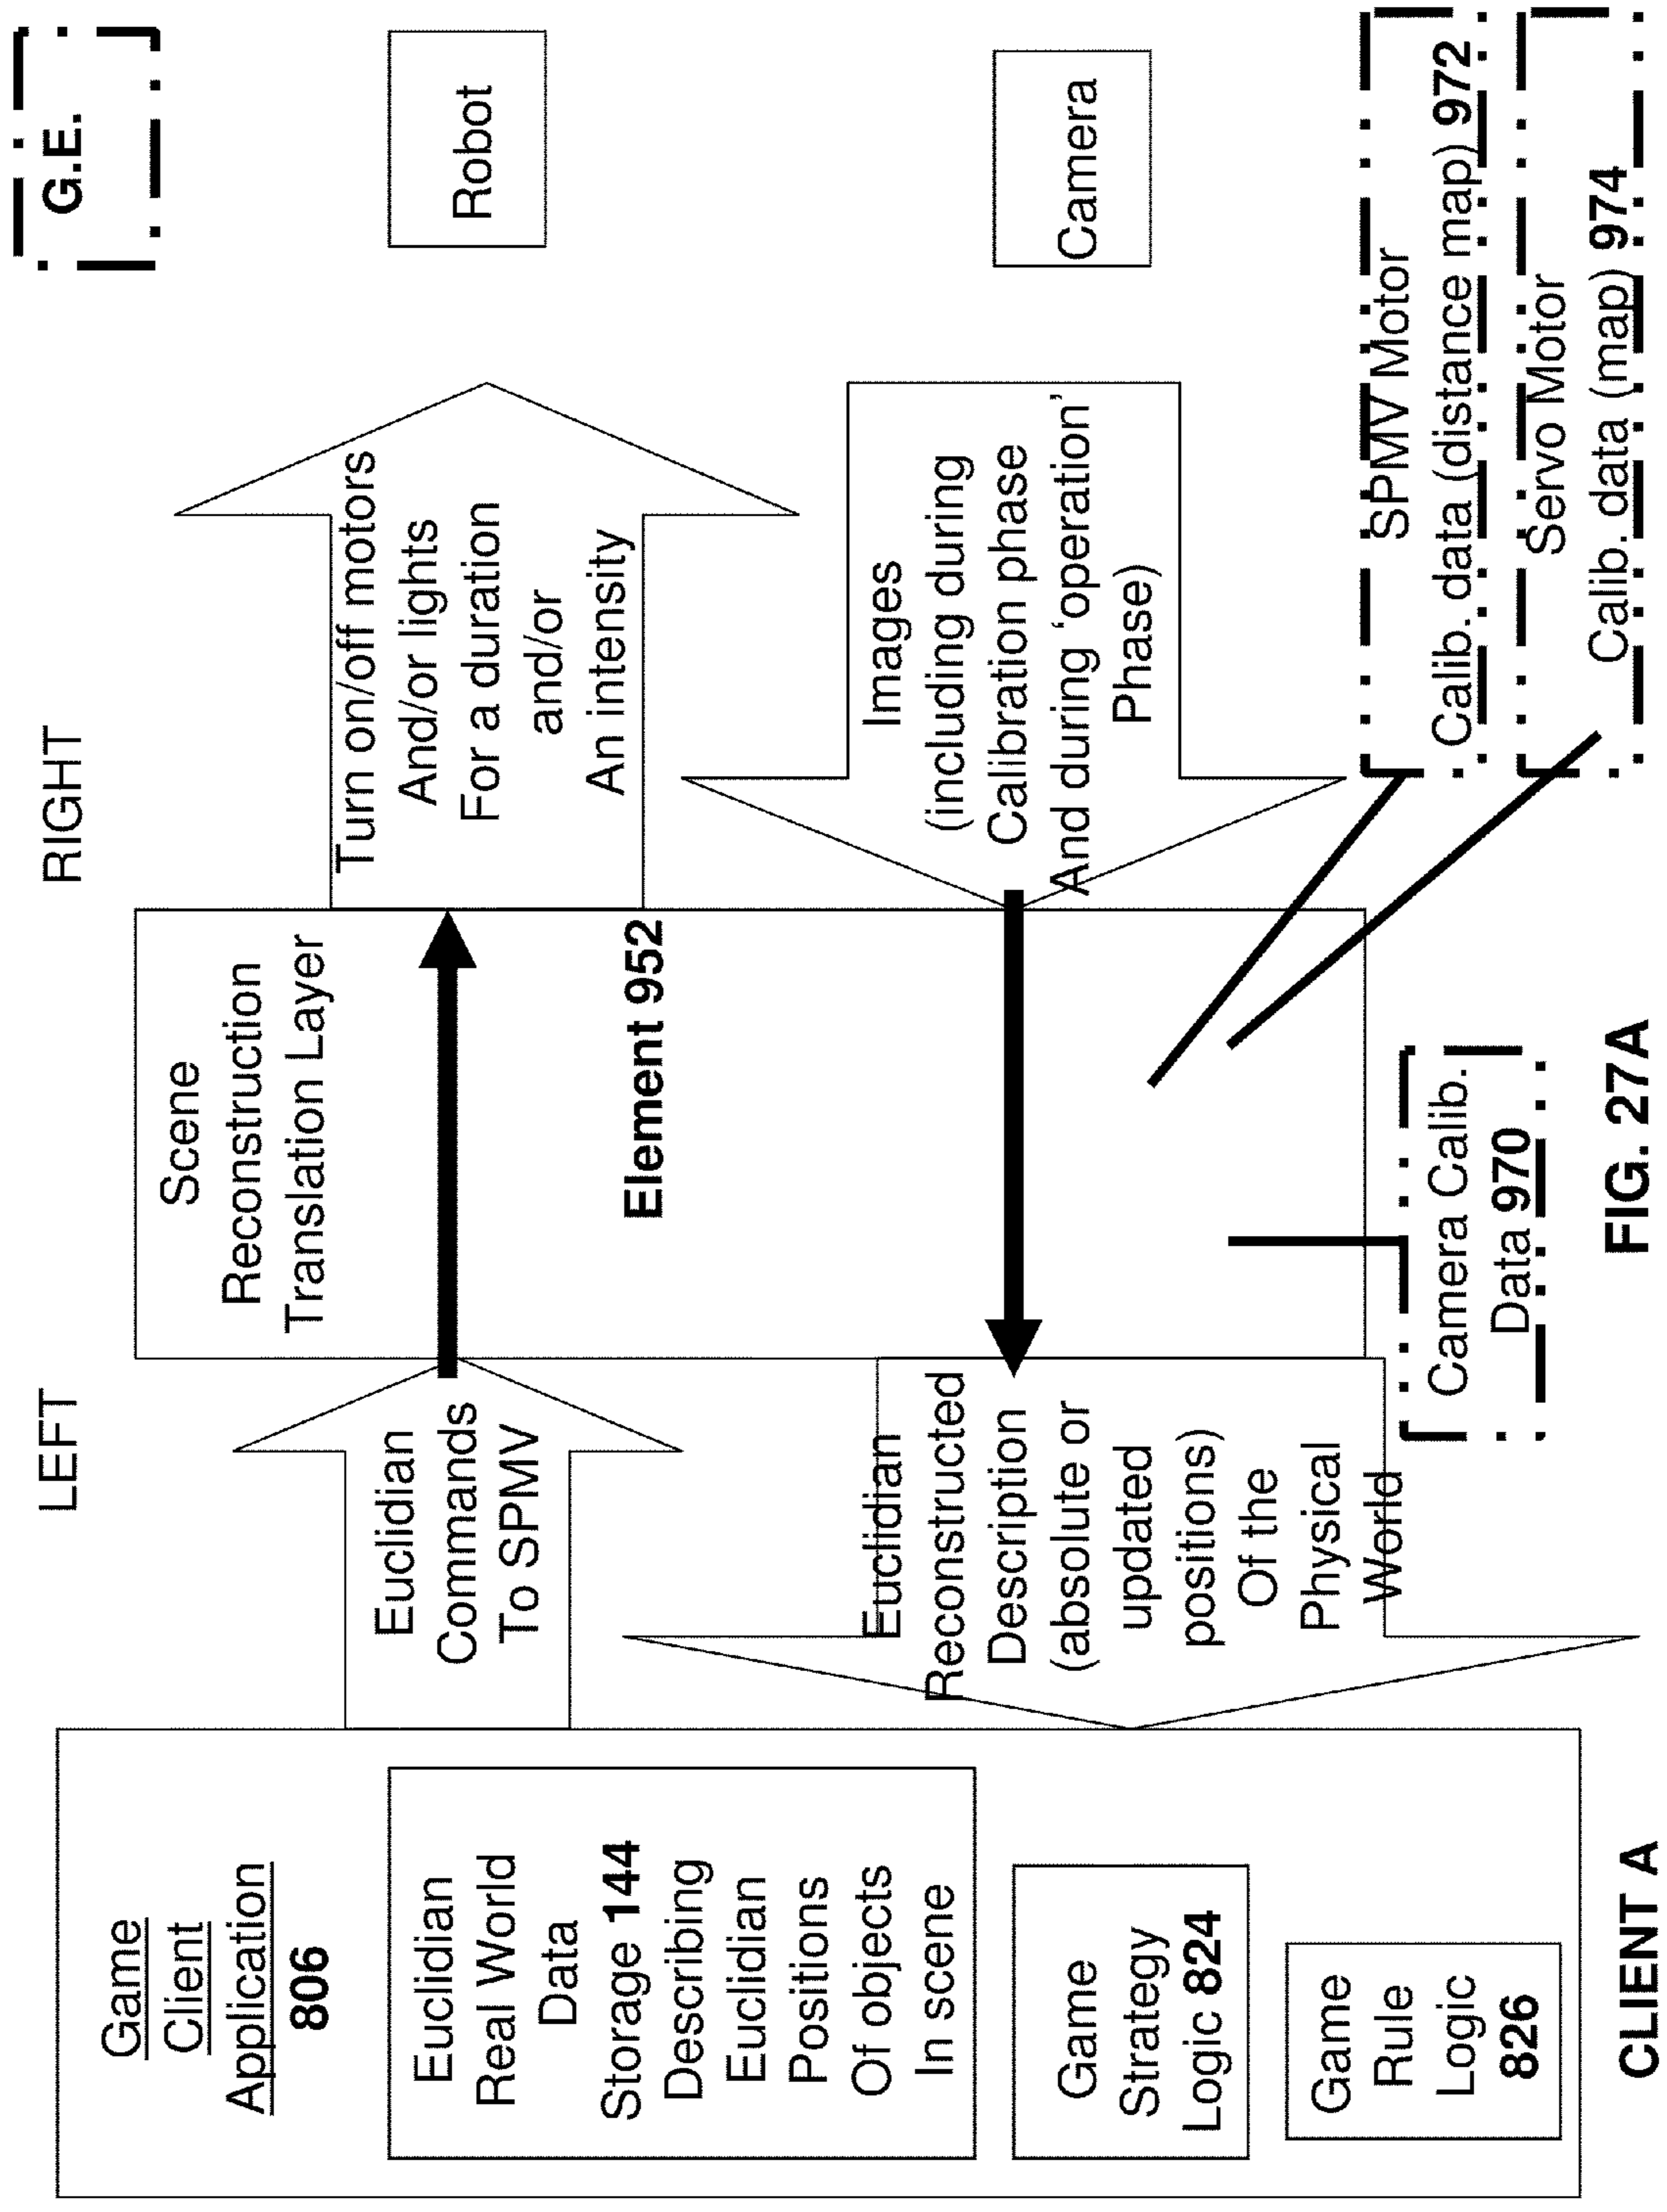 LEFT
RIGHT
G.E.
Game
Client
Application
806
Euclidian
Real World
Data
Storage 144
Describing
Euclidian
Positions
Of objects
In scene
Game
Strategy
Logic 824
Game
Rule
Logic
826
CLIENT A
Euclidian
Commands
To SPMV
Euclidian
Reconstructed
Description
(absolute or
updated
positions)
Of the
Physical
World
Scene
Reconstruction
Translation Layer
Element 952
Camera Calib.
Data 970
Turn on/off motors
And/or lights
For a duration
and/or
An intensity
Images
(including during
Calibration phase
And during ‘operation’
Phase)
Robot
Camera
SPMV Motor
Calib. data (distance map) 972
Servo Motor
Calib. data (map) 974
FIG. 27A